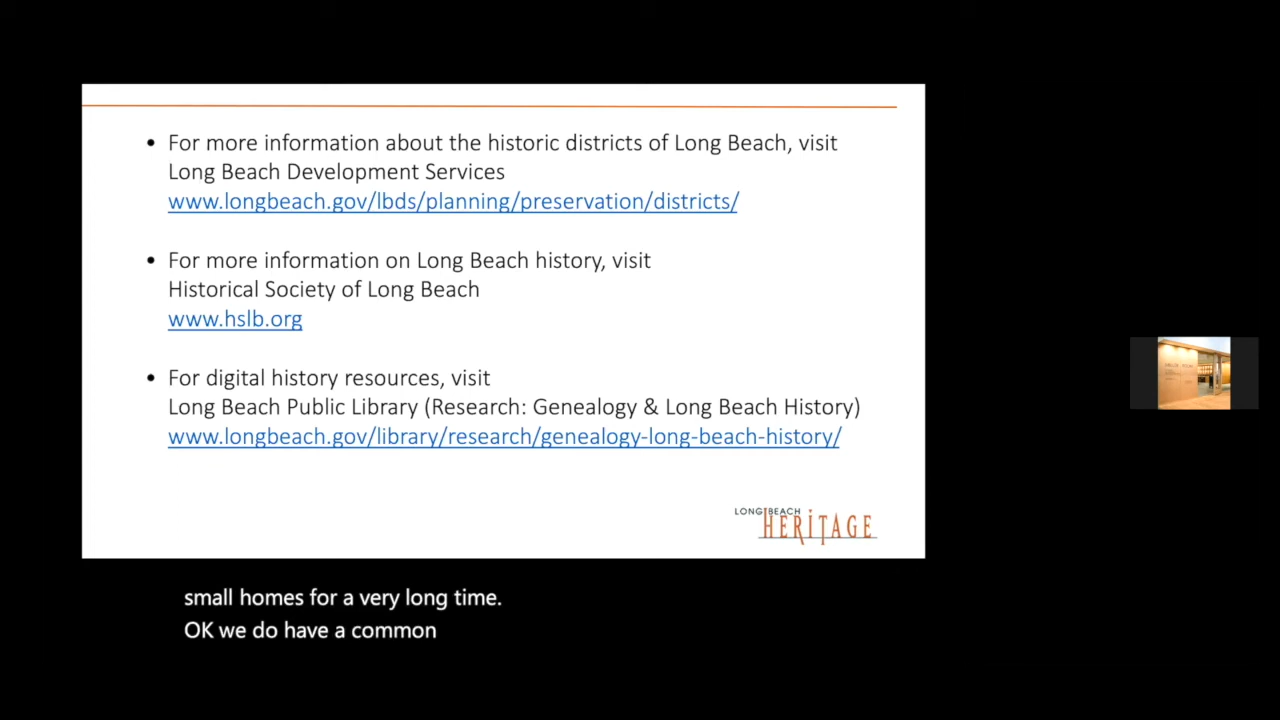 • For more information about the historic districts of Long Beach, visit
Long Beach Development Services
www.longbeach.gov/lbds/planning/preservation/districts/
• For more information on Long Beach history, visit
Historical Society of Long Beach
www.hslb.org
• For digital history resources, visit
Long Beach Public Library (Research: Genealogy & Long Beach History)
www.longbeach.gov/library/research/genealogy-long-beach-history/
LONG BEACH
HERiTAGE
small homes for a very long time.
OK we do have a common